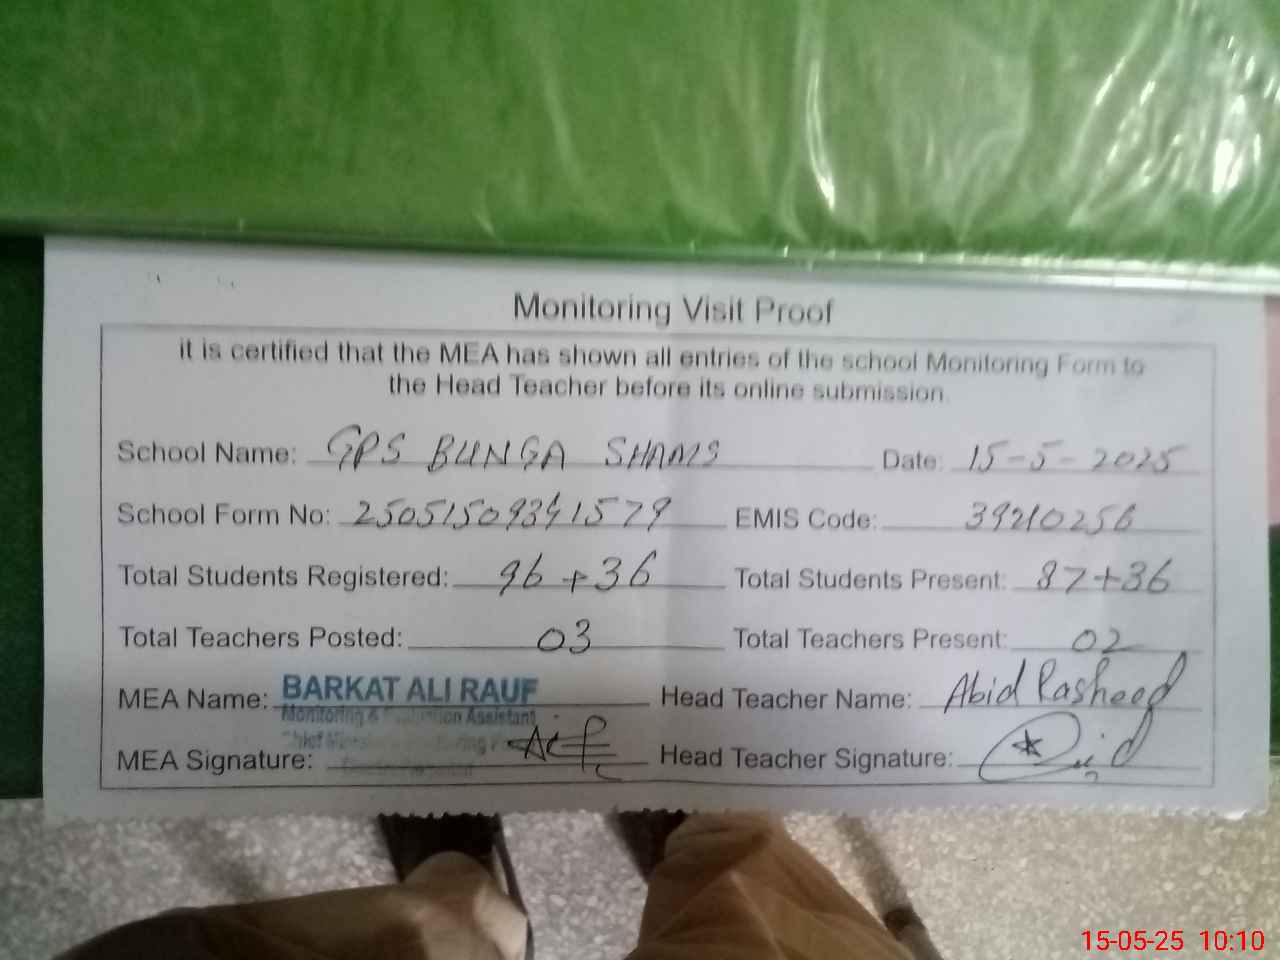 Monitoring Visit Proof
it is certified that the MEA has shown all entries of the school Monitoring Form to
the Head Teacher before its online submission.
School Name: GPS BUNGA SHAMS Date: 15-5-2025
School Form No: 25051509341579 EMIS Code: 39210256
Total Students Registered: 96+36 Total Students Present: 87+36
Total Teachers Posted: 03 Total Teachers Present: 02
MEA Name: BARKAT ALI RAUF Head Teacher Name: Abid Rasheed
Monitoring & Evaluation Assistant
MEA Signature: Head Teacher Signature:
15-05-25 10:10